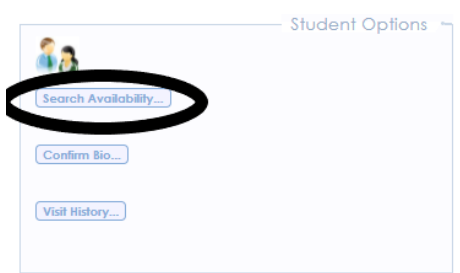 Student Options
Search Availability...
Confirm Bio...
Visit History...